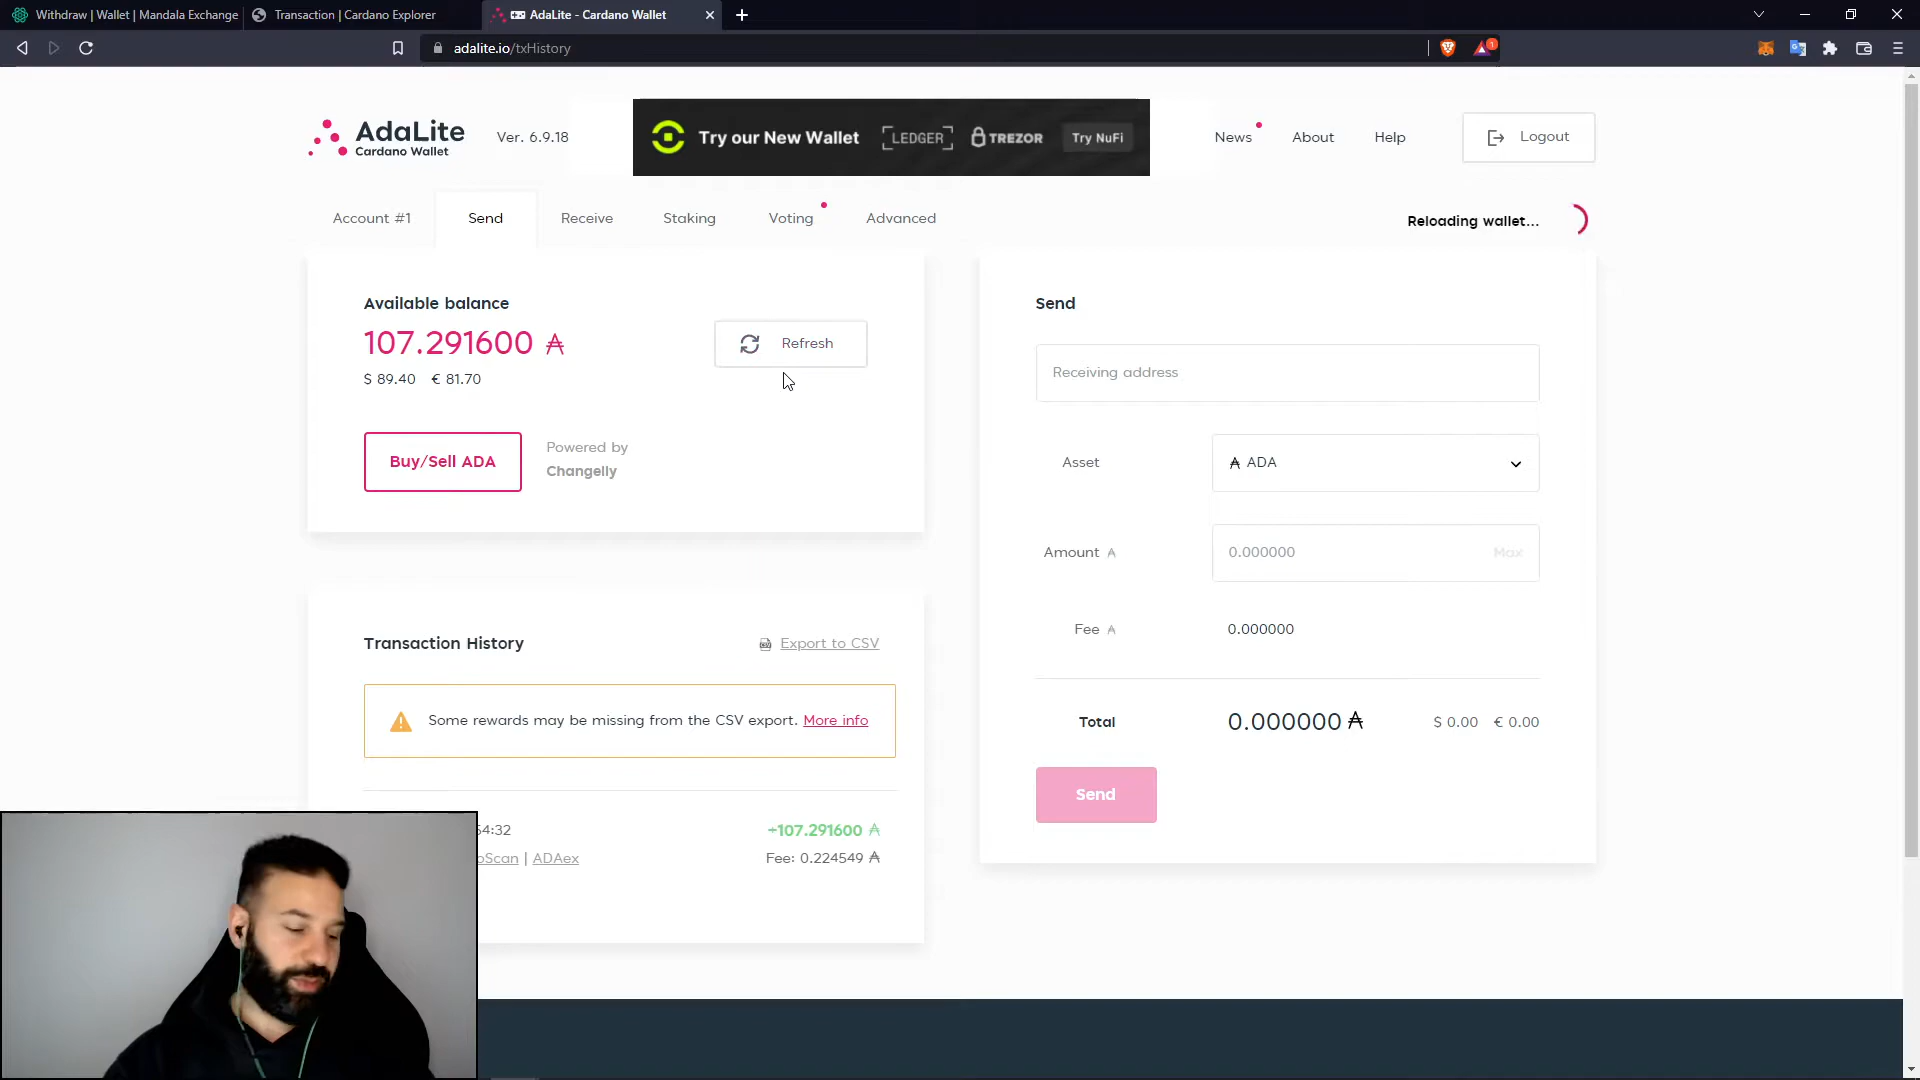 Withdraw | Wallet | Mandala Exchange
Transaction | Cardano Explorer
AdaLite - Cardano Wallet
adalite.io/txHistory
1
AdaLite
Cardano Wallet
Ver. 6.9.18
Try our New Wallet
LEDGER
TREZOR
Try NuFi
News
About
Help
Logout
Account #1
Send
Receive
Staking
Voting
Advanced
Reloading wallet...
Available balance
107.291600 ₳
$ 89.40 € 81.70
Refresh
Buy/Sell ADA
Powered by
Changelly
Send
Receiving address
Asset
₳ ADA
Amount ₳
0.000000
Max
Fee ₳
0.000000
Total
0.000000 ₳
$ 0.00 € 0.00
Send
Transaction History
Export to CSV
Some rewards may be missing from the CSV export. More info
54:32
+107.291600 ₳
oScan | ADAex
Fee: 0.224549 ₳